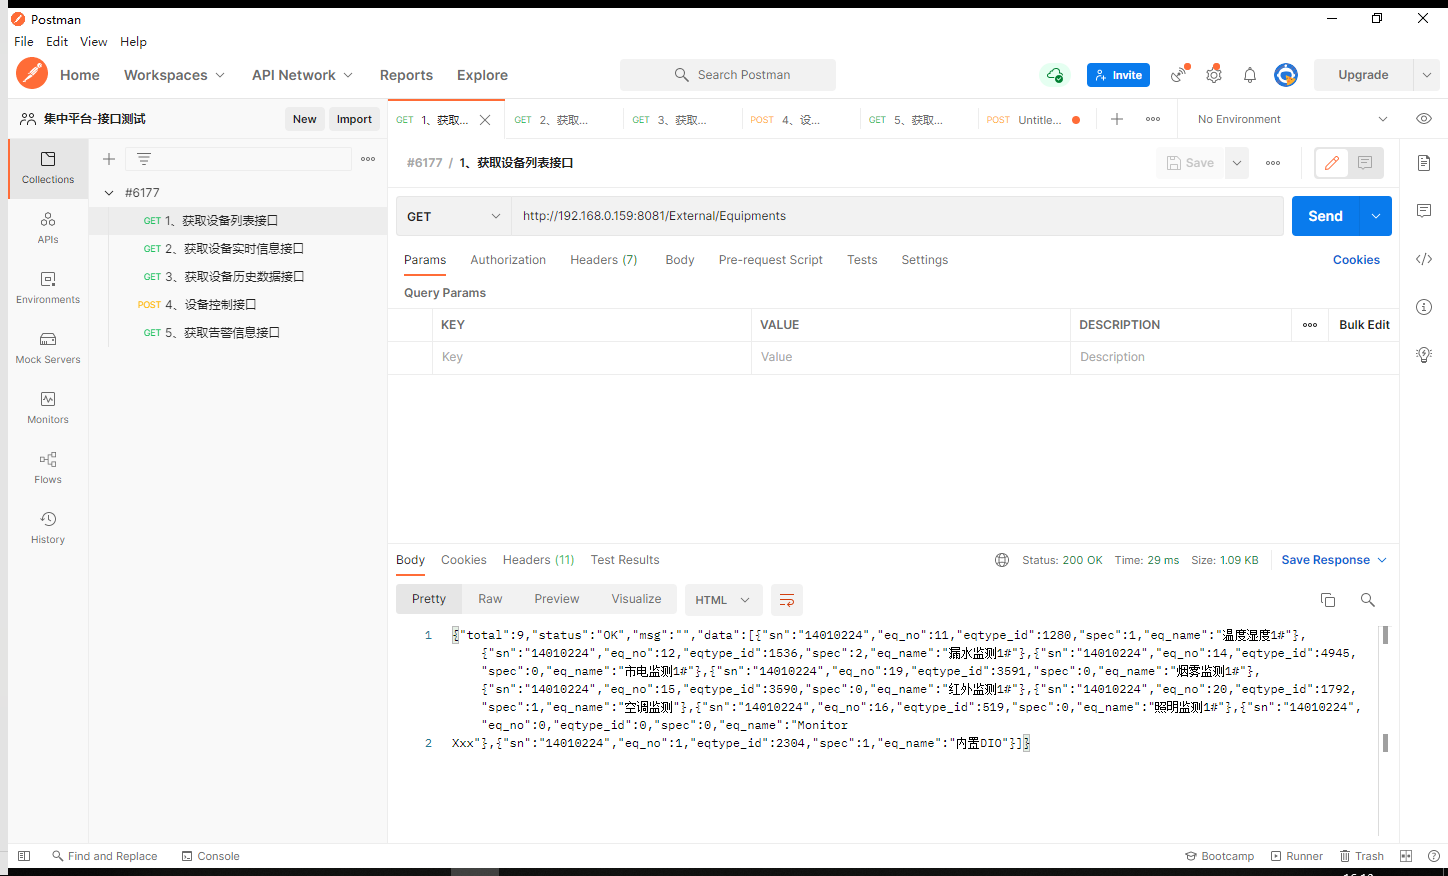 Postman
File Edit View Help
Home Workspaces API Network Reports Explore Search Postman Invite Upgrade
集中平台-接口测试 New Import GET 1、获取... GET 2、获取... GET 3、获取... POST 4、设... GET 5、获取... POST Untitle... No Environment
#6177 / 1、获取设备列表接口 Save
Collections
APIs
Environments
Mock Servers
Monitors
Flows
History
#6177
GET 1、获取设备列表接口
GET 2、获取设备实时信息接口
GET 3、获取设备历史数据接口
POST 4、设备控制接口
GET 5、获取告警信息接口
GET http://192.168.0.159:8081/External/Equipments Send
Params Authorization Headers (7) Body Pre-request Script Tests Settings Cookies
Query Params
KEY VALUE DESCRIPTION Bulk Edit
Key Value Description
Body Cookies Headers (11) Test Results Status: 200 OK Time: 29 ms Size: 1.09 KB Save Response
Pretty Raw Preview Visualize HTML
1 {"total":9,"status":"OK","msg":"","data":[{"sn":"14010224","eq_no":11,"eqtype_id":1280,"spec":1,"eq_name":"温度湿度1#"},
{"sn":"14010224","eq_no":12,"eqtype_id":1536,"spec":2,"eq_name":"漏水监测1#"},{"sn":"14010224","eq_no":14,"eqtype_id":4945,
"spec":0,"eq_name":"市电监测1#"},{"sn":"14010224","eq_no":19,"eqtype_id":3591,"spec":0,"eq_name":"烟雾监测1#"},
{"sn":"14010224","eq_no":15,"eqtype_id":3590,"spec":0,"eq_name":"红外监测1#"},{"sn":"14010224","eq_no":20,"eqtype_id":1792,
"spec":1,"eq_name":"空调监测"},{"sn":"14010224","eq_no":16,"eqtype_id":519,"spec":0,"eq_name":"照明监测1#"},{"sn":"14010224",
"eq_no":0,"eqtype_id":0,"spec":0,"eq_name":"Monitor
2 Xxx"},{"sn":"14010224","eq_no":1,"eqtype_id":2304,"spec":1,"eq_name":"内置DIO"}]}
Find and Replace Console Bootcamp Runner Trash